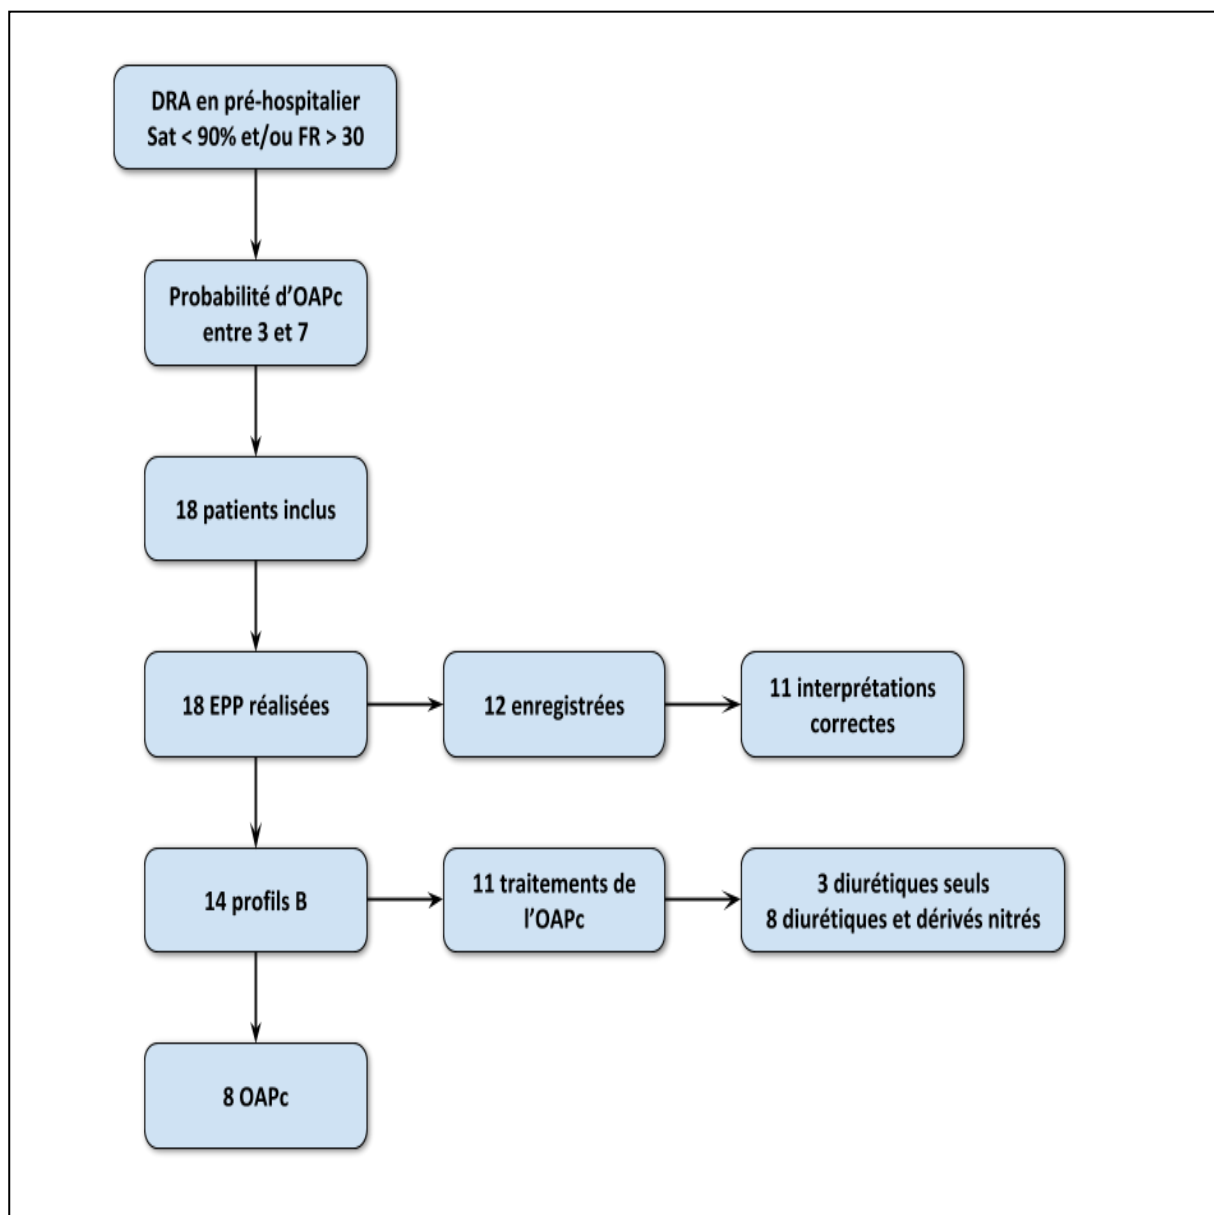 DRA en pré-hospitalier
Sat < 90% et/ou FR > 30
Probabilité d'OAPc
entre 3 et 7
18 patients inclus
18 EPP réalisées
12 enregistrées
11 interprétations
correctes
14 profils B
11 traitements de
l'OAPc
3 diurétiques seuls
8 diurétiques et dérivés nitrés
8 OAPc